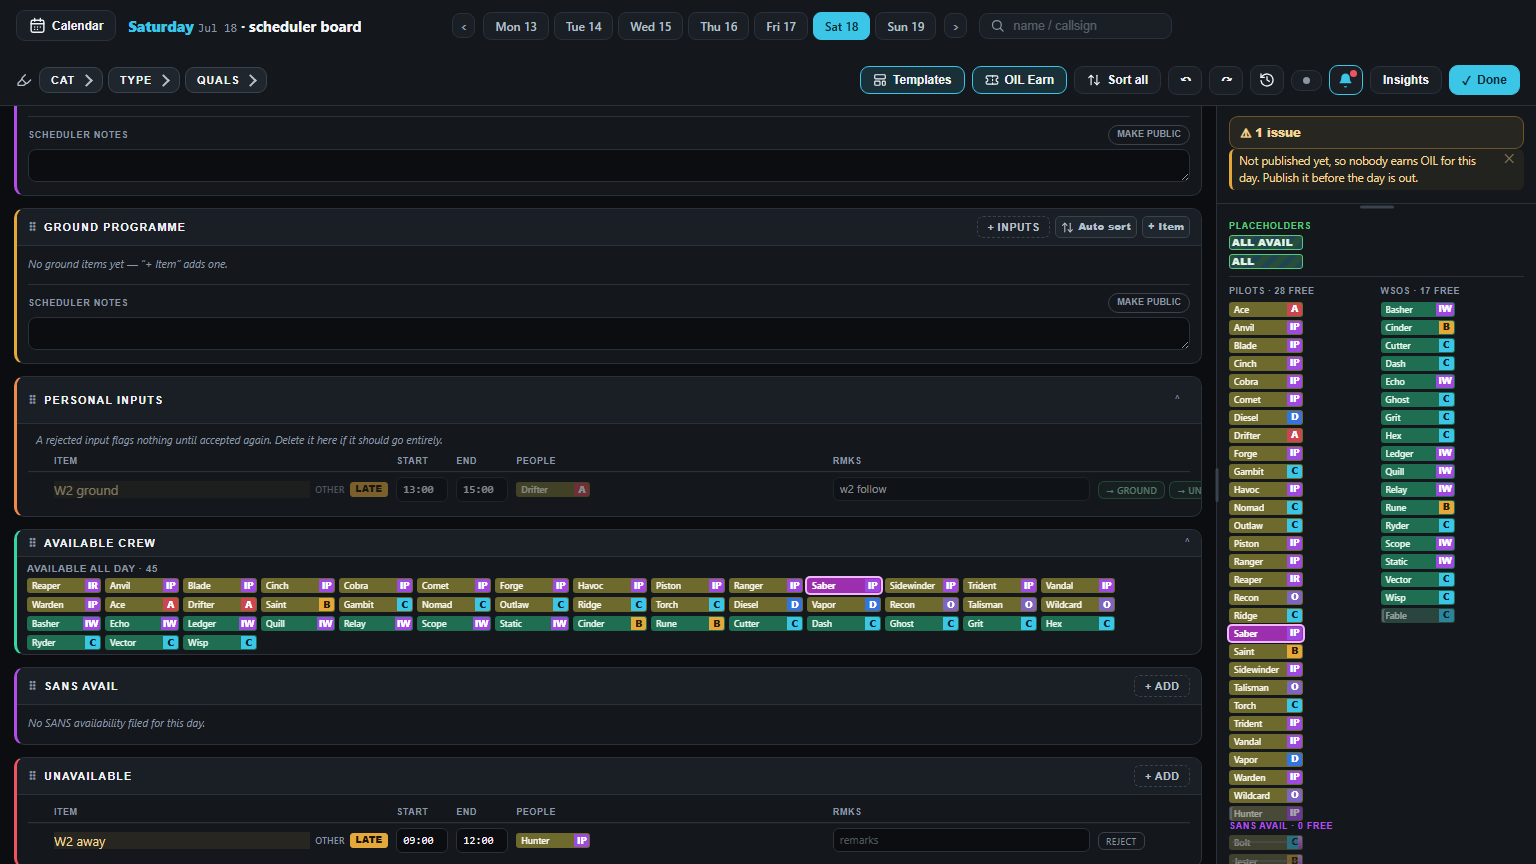 Calendar
Saturday Jul 18 · scheduler board
‹ Mon 13 Tue 14 Wed 15 Thu 16 Fri 17 Sat 18 Sun 19 ›
name / callsign
CAT TYPE QUALS
Templates OIL Earn Sort all Insights ✓ Done
SCHEDULER NOTES MAKE PUBLIC
GROUND PROGRAMME + INPUTS Auto sort + Item
No ground items yet — "+ Item" adds one.
SCHEDULER NOTES MAKE PUBLIC
PERSONAL INPUTS
A rejected input flags nothing until accepted again. Delete it here if it should go entirely.
ITEM START END PEOPLE RMKS
W2 ground OTHER LATE 13:00 15:00 Drifter A w2 follow → GROUND → UN
AVAILABLE CREW
AVAILABLE ALL DAY · 45
Reaper IR Anvil IP Blade IP Cinch IP Cobra IP Comet IP Forge IP Havoc IP Piston IP Ranger IP Saber IP Sidewinder IP Trident IP Vandal IP
Warden IP Ace A Drifter A Saint B Gambit C Nomad C Outlaw C Ridge C Torch C Diesel D Vapor D Recon O Talisman O Wildcard O
Basher IW Echo IW Ledger IW Quill IW Relay IW Scope IW Static IW Cinder B Rune B Cutter C Dash C Ghost C Grit C Hex C
Ryder C Vector C Wisp C
SANS AVAIL + ADD
No SANS availability filed for this day.
UNAVAILABLE + ADD
ITEM START END PEOPLE RMKS
W2 away OTHER LATE 09:00 12:00 Hunter IP remarks REJECT
⚠ 1 issue
Not published yet, so nobody earns OIL for this
day. Publish it before the day is out.
PLACEHOLDERS
ALL AVAIL
ALL
PILOTS · 28 FREE
Ace A
Anvil IP
Blade IP
Cinch IP
Cobra IP
Comet IP
Diesel D
Drifter A
Forge IP
Gambit C
Havoc IP
Nomad C
Outlaw C
Piston IP
Ranger IP
Reaper IR
Recon O
Ridge C
Saber IP
Saint B
Sidewinder IP
Talisman O
Torch C
Trident IP
Vandal IP
Vapor D
Warden IP
Wildcard O
Hunter IP
WSOS · 17 FREE
Basher IW
Cinder B
Cutter C
Dash C
Echo IW
Ghost C
Grit C
Hex C
Ledger IW
Quill IW
Relay IW
Rune B
Ryder C
Scope IW
Static IW
Vector C
Wisp C
Fable C
SANS AVAIL · 0 FREE
Bolt C
Jester B